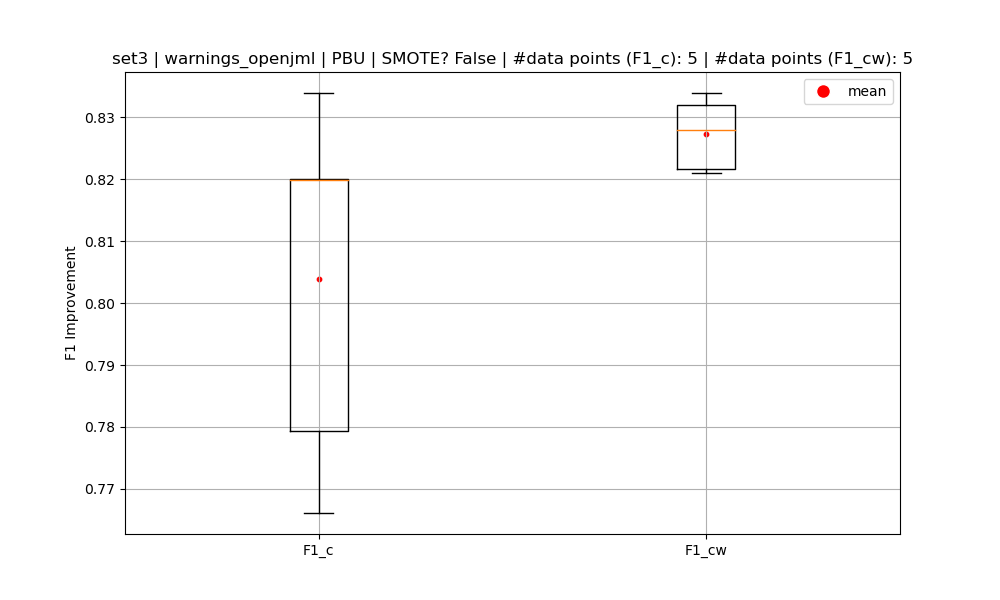 set3 | warnings_openjml | PBU | SMOTE? False | #data points (F1_c): 5 | #data points (F1_cw): 5
mean
F1 Improvement
0.83
0.82
0.81
0.80
0.79
0.78
0.77
F1_c
F1_cw